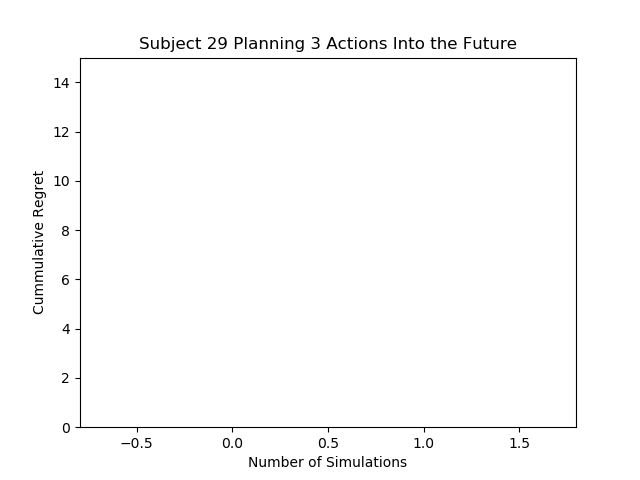 Subject 29 Planning 3 Actions Into the Future
14
12
10
8
6
4
2
0
Cummulative Regret
−0.5 0.0 0.5 1.0 1.5
Number of Simulations